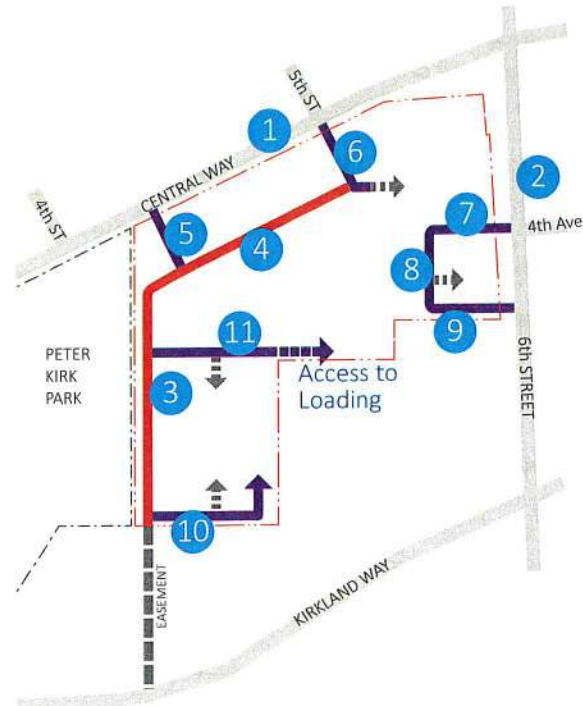 5th ST
1
6
CENTRAL WAY
2
4th ST
5
4
7
4th Ave
8
9
11
PETER
KIRK
PARK
3
Access to
Loading
6th STREET
10
EASEMENT
KIRKLAND WAY